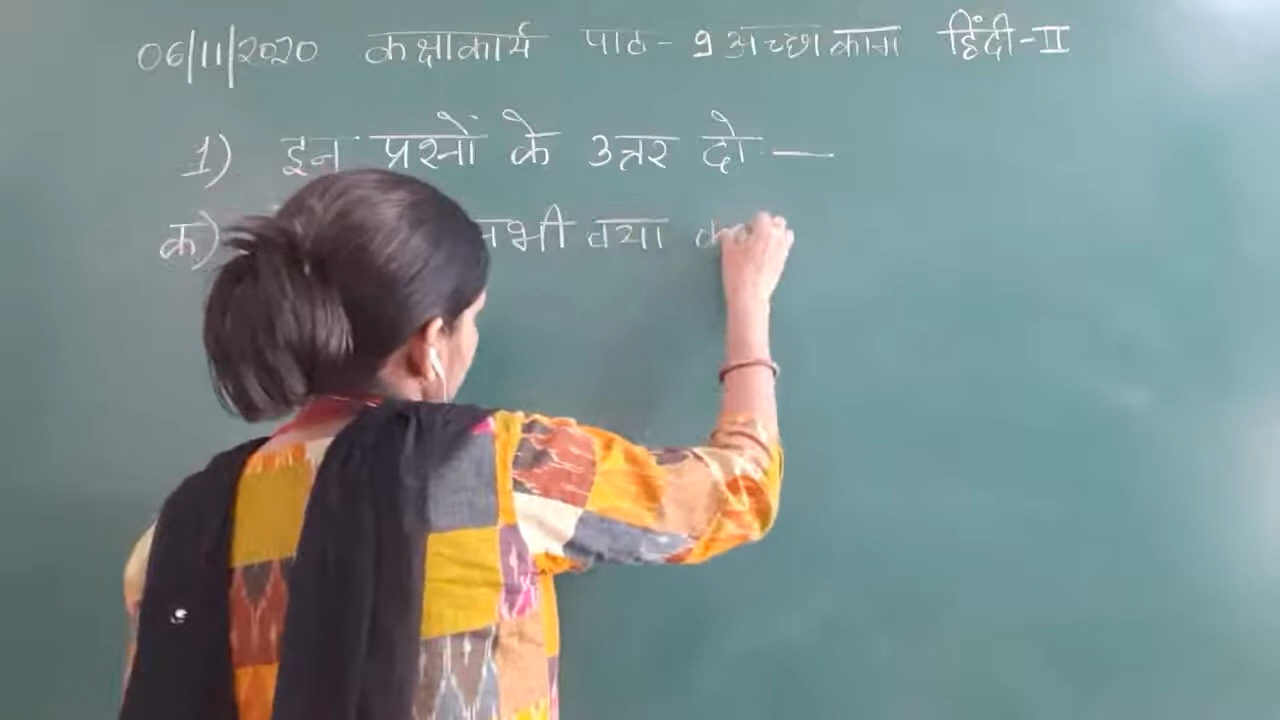 06/11/2020 कक्षाकार्य पाठ - 9 अच्छा काम हिंदी-II
1) इन प्रश्नों के उत्तर दो :—
क) क्या